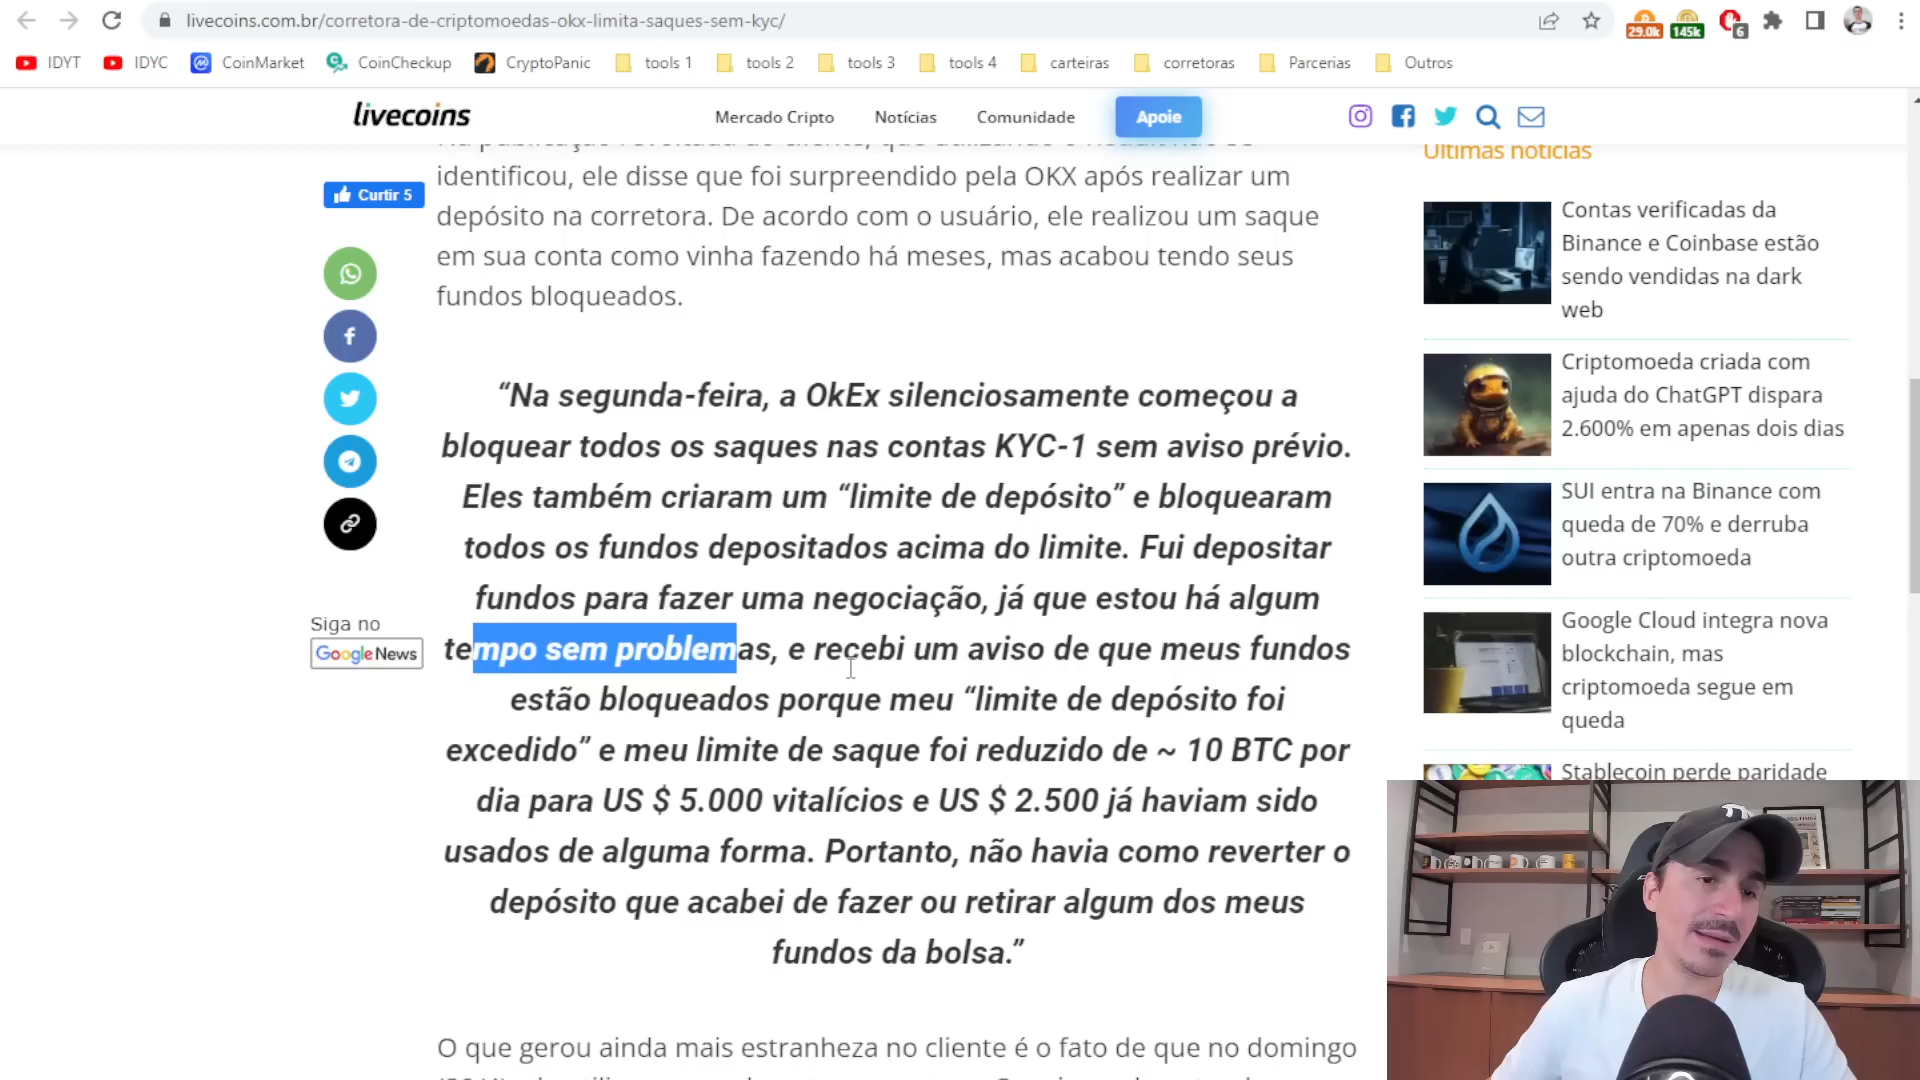 livecoins.com.br/corretora-de-criptomoedas-okx-limita-saques-sem-kyc/
29.0k
145k
6
IDYT
IDYC
CoinMarket
CoinCheckup
CryptoPanic
tools 1
tools 2
tools 3
tools 4
carteiras
corretoras
Parcerias
Outros
livecoins
Mercado Cripto
Notícias
Comunidade
Apoie
Curtir 5
Siga no
Google News
identificou, ele disse que foi surpreendido pela OKX após realizar um
depósito na corretora. De acordo com o usuário, ele realizou um saque
em sua conta como vinha fazendo há meses, mas acabou tendo seus
fundos bloqueados.
“Na segunda-feira, a OkEx silenciosamente começou a
bloquear todos os saques nas contas KYC-1 sem aviso prévio.
Eles também criaram um “limite de depósito” e bloquearam
todos os fundos depositados acima do limite. Fui depositar
fundos para fazer uma negociação, já que estou há algum
tempo sem problemas, e recebi um aviso de que meus fundos
estão bloqueados porque meu “limite de depósito foi
excedido” e meu limite de saque foi reduzido de ~ 10 BTC por
dia para US $ 5.000 vitalícios e US $ 2.500 já haviam sido
usados de alguma forma. Portanto, não havia como reverter o
depósito que acabei de fazer ou retirar algum dos meus
fundos da bolsa.”
O que gerou ainda mais estranheza no cliente é o fato de que no domingo
Últimas notícias
Contas verificadas da
Binance e Coinbase estão
sendo vendidas na dark
web
Criptomoeda criada com
ajuda do ChatGPT dispara
2.600% em apenas dois dias
SUI entra na Binance com
queda de 70% e derruba
outra criptomoeda
Google Cloud integra nova
blockchain, mas
criptomoeda segue em
queda
Stablecoin perde paridade